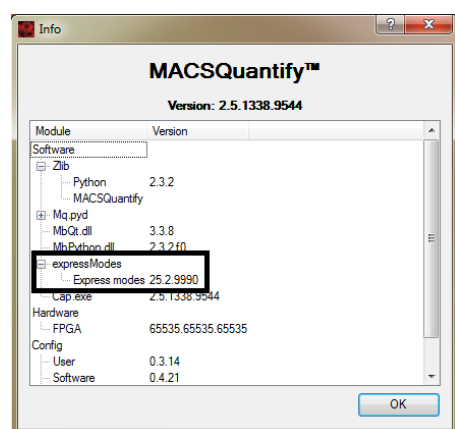 Info
MACSQuantify™
Version: 2.5.1338.9544
Module Version
Software
Zlib
Python 2.3.2
MACSQuantify
Mq.pyd
MbQt.dll 3.3.8
MbPython.dll 2.3.2.f0
expressModes
Express modes 25.2.9990
Cap.exe 2.5.1338.9544
Hardware
FPGA 65535.65535.65535
Config
User 0.3.14
Software 0.4.21
OK